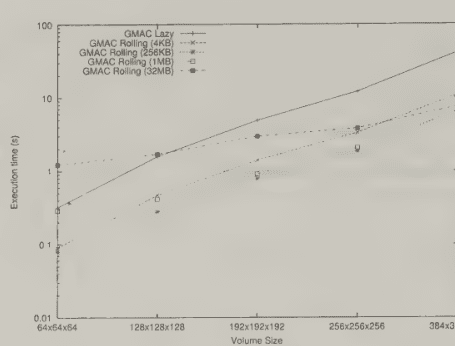 GMAC Lazy
GMAC Rolling (4KB)
GMAC Rolling (256KB)
GMAC Rolling (1MB)
GMAC Rolling (32MB)
100
10
1
0.1
0.01
Execution time (s)
64x64x64 128x128x128 192x192x192 256x256x256 384x3
Volume Size